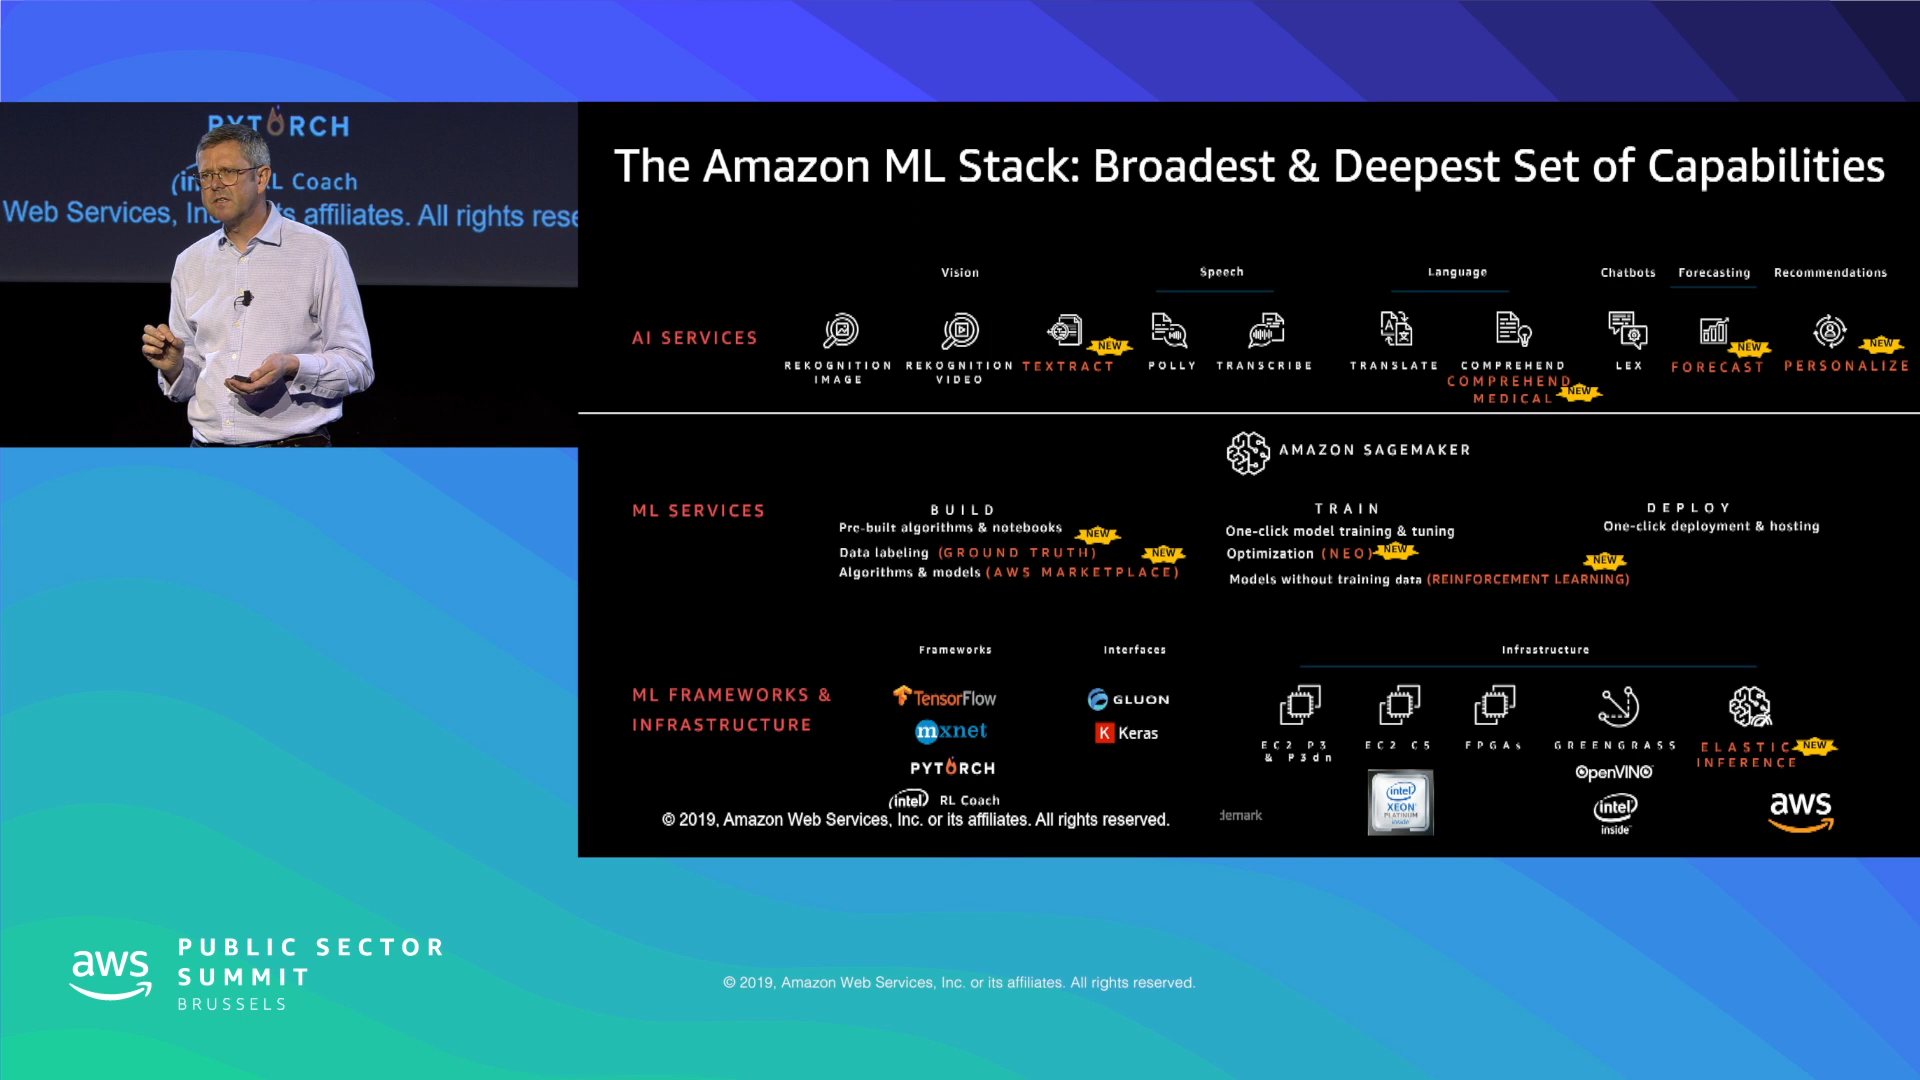 PYTORCH
RL Coach
Web Services, Inc. its affiliates. All rights rese
The Amazon ML Stack: Broadest & Deepest Set of Capabilities
Vision
Speech
Language
Chatbots
Forecasting
Recommendations
AI SERVICES
REKOGNITION IMAGE
REKOGNITION VIDEO
TEXTRACT
NEW
POLLY
TRANSCRIBE
TRANSLATE
COMPREHEND
COMPREHEND MEDICAL
NEW
LEX
FORECAST
NEW
PERSONALIZE
NEW
AMAZON SAGEMAKER
ML SERVICES
BUILD
Pre-built algorithms & notebooks
NEW
Data labeling (GROUND TRUTH)
NEW
Algorithms & models (AWS MARKETPLACE)
TRAIN
One-click model training & tuning
Optimization (NEO)
NEW
NEW
Models without training data (REINFORCEMENT LEARNING)
DEPLOY
One-click deployment & hosting
ML FRAMEWORKS &
INFRASTRUCTURE
Frameworks
TensorFlow
mxnet
PYTORCH
intel RL Coach
Interfaces
GLUON
K Keras
Infrastructure
EC2 P3
& P3dn
EC2 C5
FPGAs
GREENGRASS
ELASTIC
INFERENCE
NEW
intel
XEON
PLATINUM
inside
OpenVINO
intel
inside
aws
© 2019, Amazon Web Services, Inc. or its affiliates. All rights reserved.
demark
aws
PUBLIC SECTOR
SUMMIT
BRUSSELS
© 2019, Amazon Web Services, Inc. or its affiliates. All rights reserved.